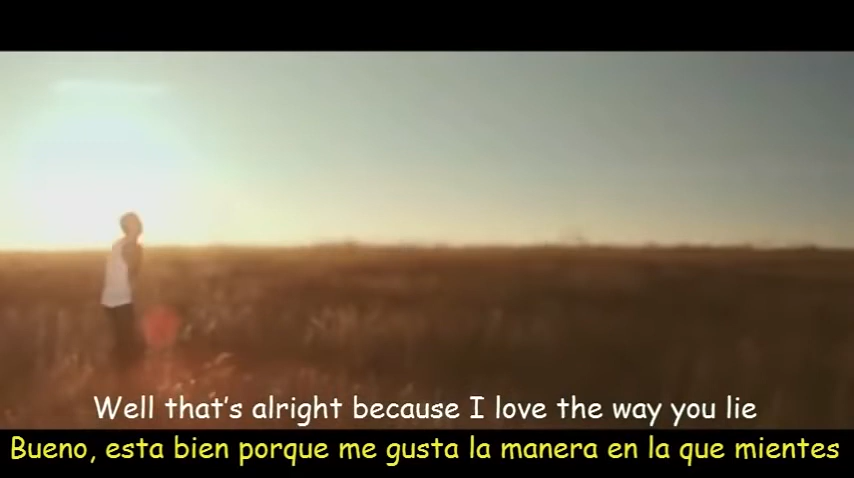 Well that's alright because I love the way you lie
Bueno, esta bien porque me gusta la manera en la que mientes